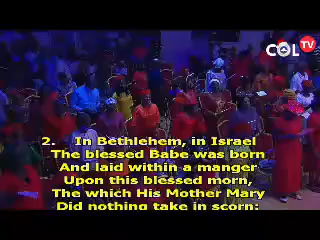 COL TV
2. In Bethlehem, in Israel
The blessed Babe was born
And laid within a manger
Upon this blessed morn,
The which His Mother Mary
Did nothing take in scorn: